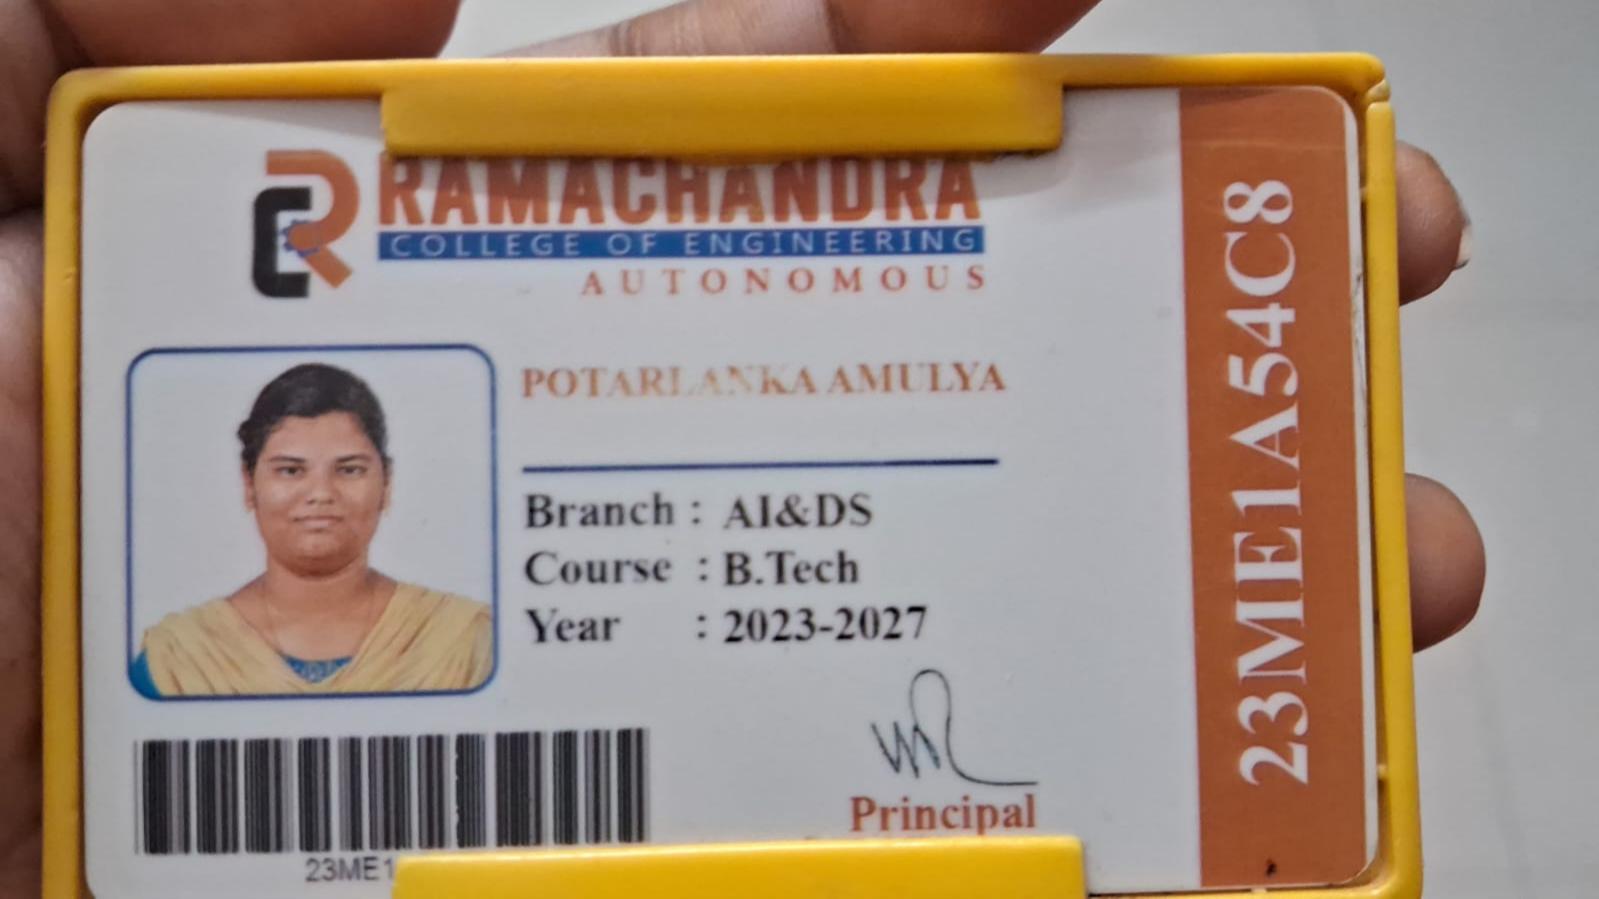 RAMACHANDRA
COLLEGE OF ENGINEERING
AUTONOMOUS
POTARLANKA AMULYA
Branch : AI&DS
Course : B.Tech
Year : 2023-2027
Principal
23ME1
23ME1A54C8